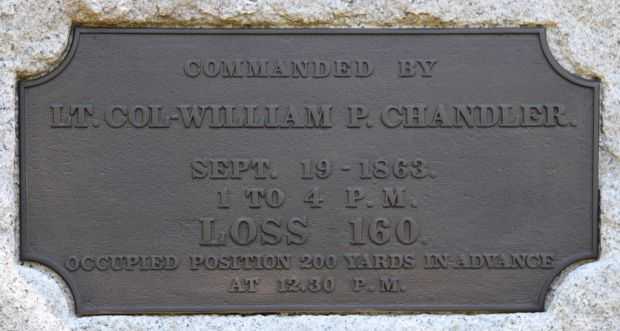 COMMANDED BY
LT. COL-WILLIAM P. CHANDLER.
SEPT. 19-1863.
1 TO 4 P.M.
LOSS 160.
OCCUPIED POSITION 200 YARDS IN-ADVANCE
AT 12.30 P.M.